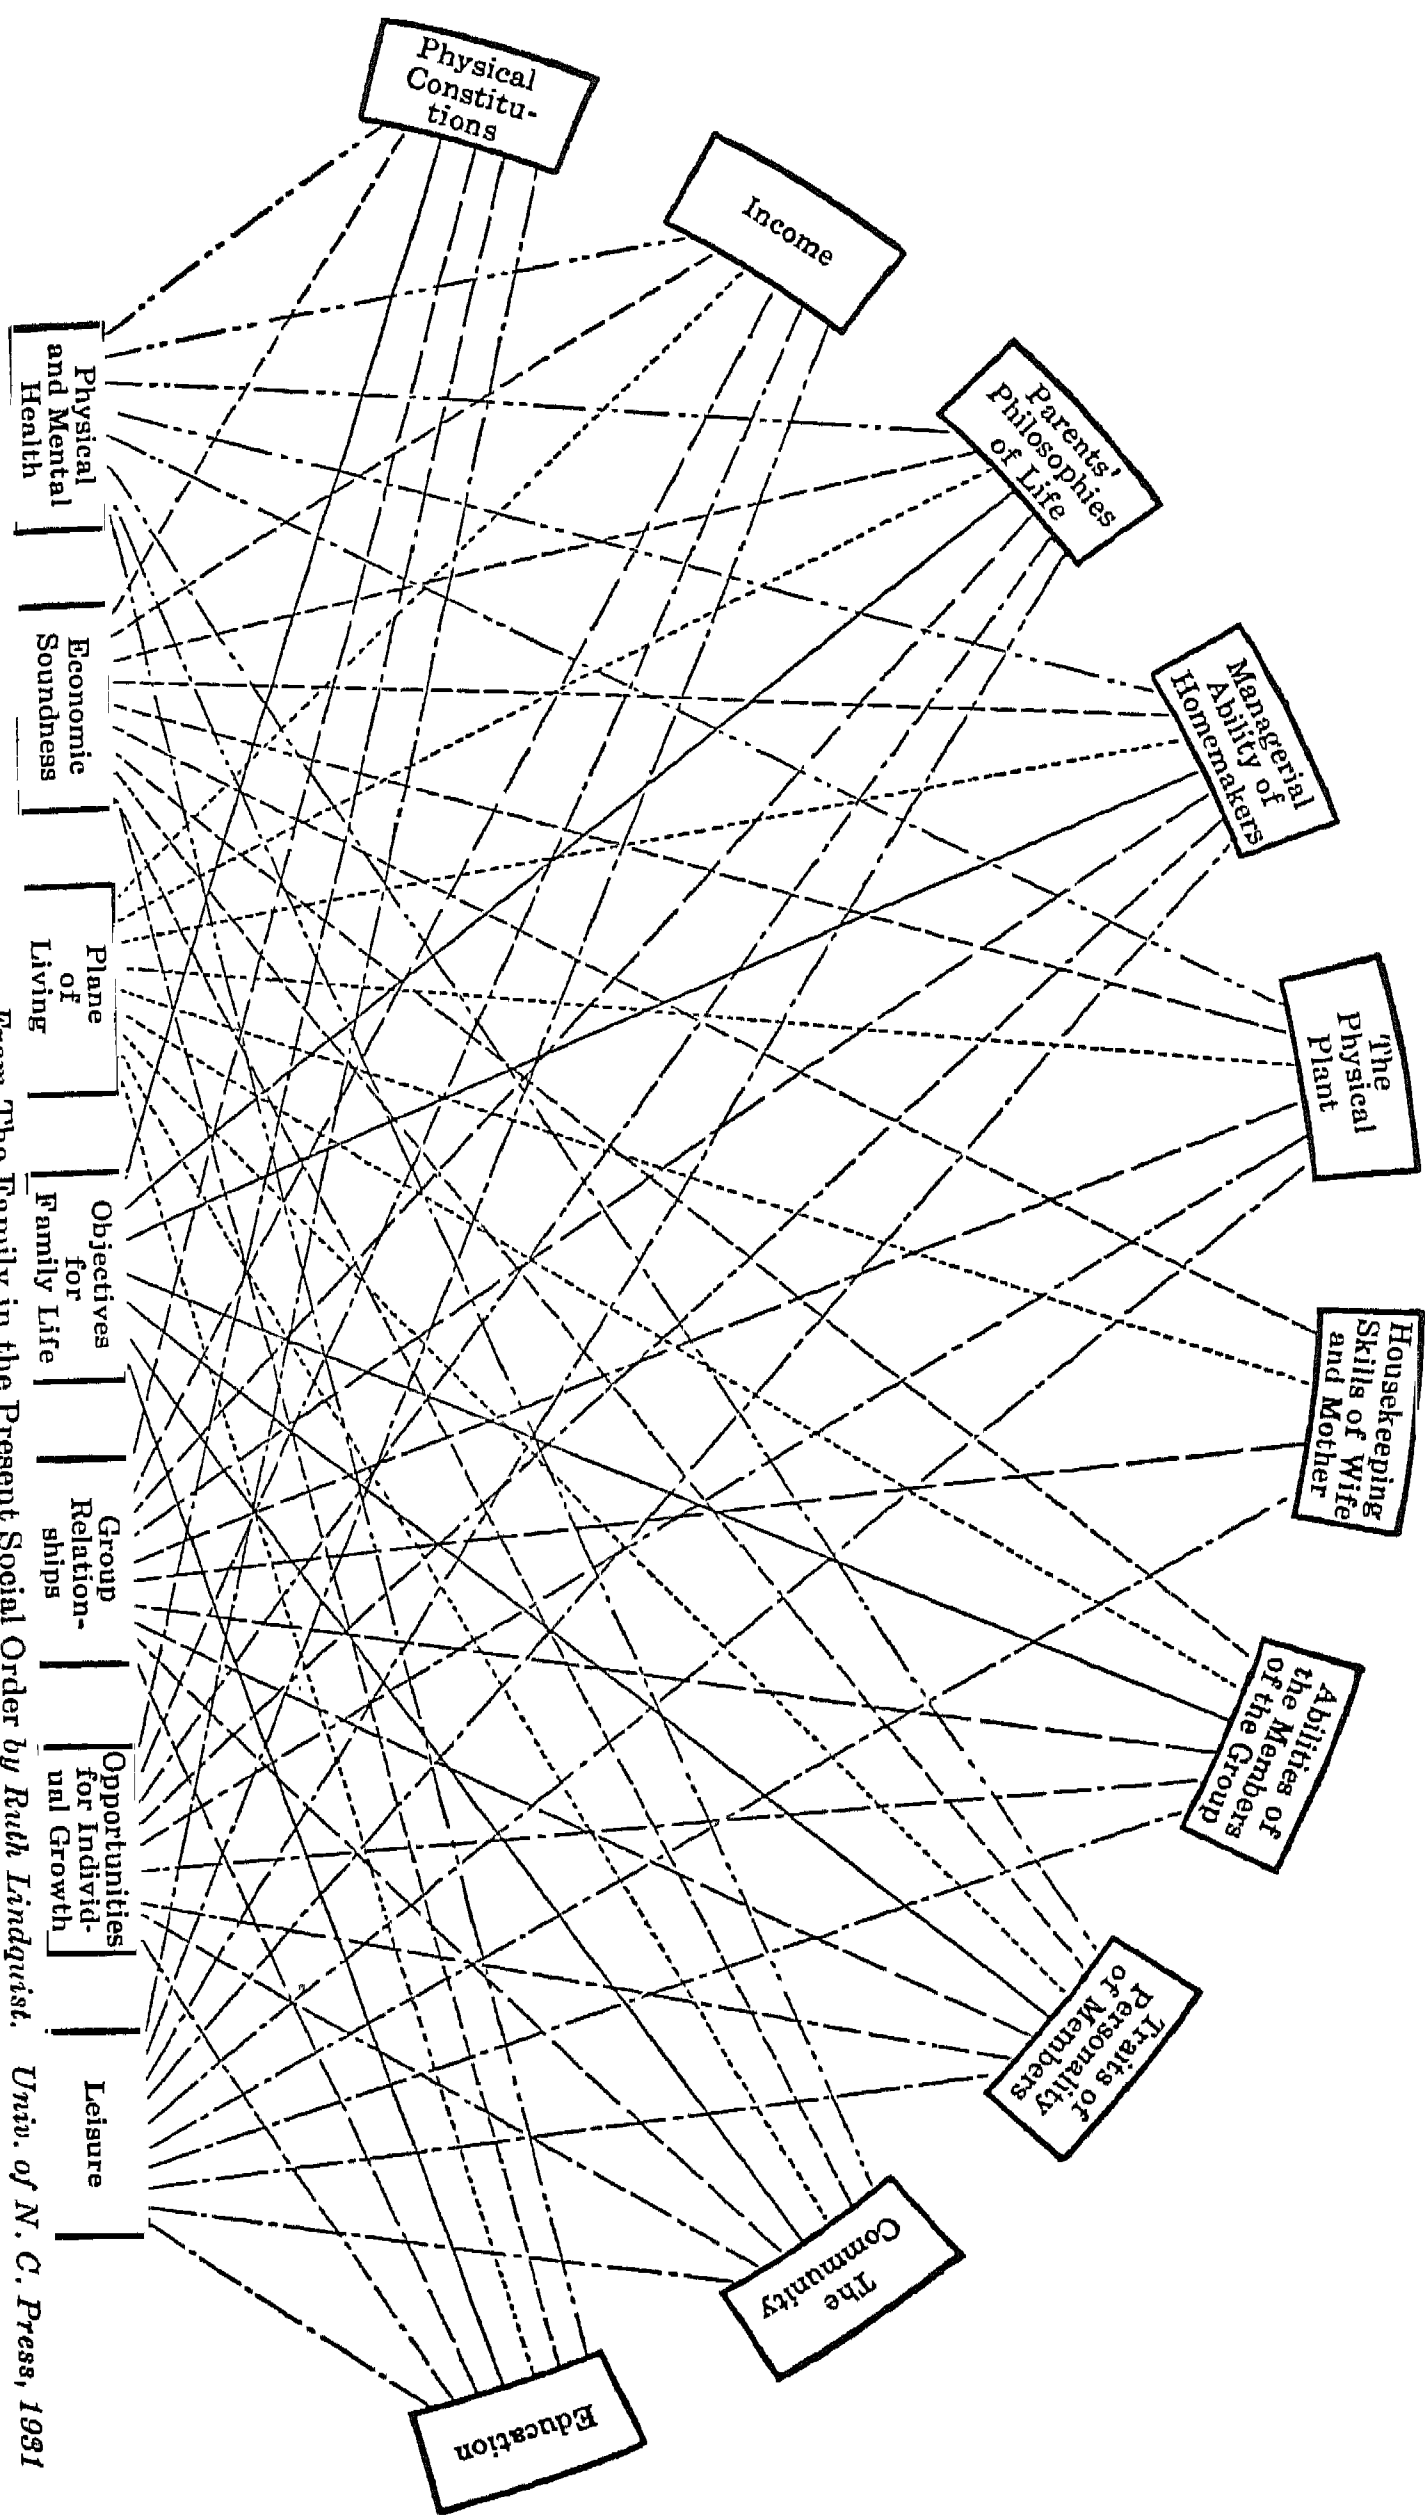 Physical
Constitu-
tions
Income
Parents'
Philosophies
of Life
Managerial
Ability of
Homemakers
The
Physical
Plant
Housekeeping
Skills of Wife
and Mother
Abilities of
the Members
of the Group
Traits of
Personality
of Members
The
Community
Education
Physical
and Mental
Health
Economic
Soundness
Plane
of
Living
Objectives
for
Family Life
Group
Relation-
ships
Opportunities
for Individ-
ual Growth
Leisure
From The Family in the Present Social Order by Ruth Lindquist. Univ. of N. C. Press, 1931